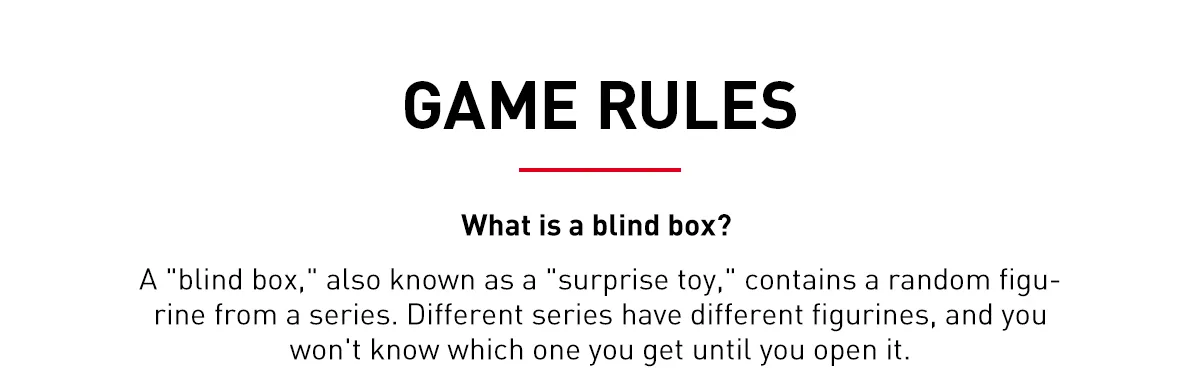 GAME RULES
What is a blind box?
A "blind box," also known as a "surprise toy," contains a random figu-
rine from a series. Different series have different figurines, and you
won't know which one you get until you open it.